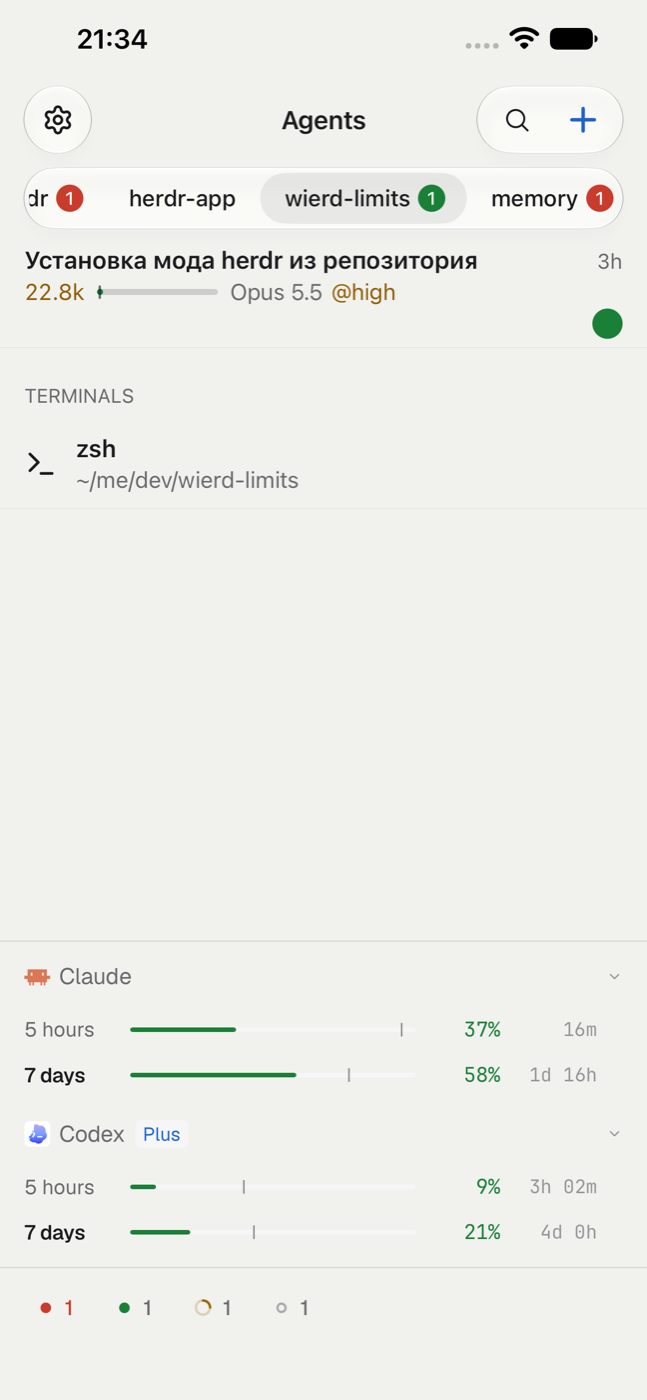 21:34
Agents
dr 1 herdr-app wierd-limits 1 memory 1
Установка мода herdr из репозитория 3h
22.8k Opus 5.5 @high
TERMINALS
zsh
~/me/dev/wierd-limits
Claude
5 hours 37% 16m
7 days 58% 1d 16h
Codex Plus
5 hours 9% 3h 02m
7 days 21% 4d 0h
1 1 1 1